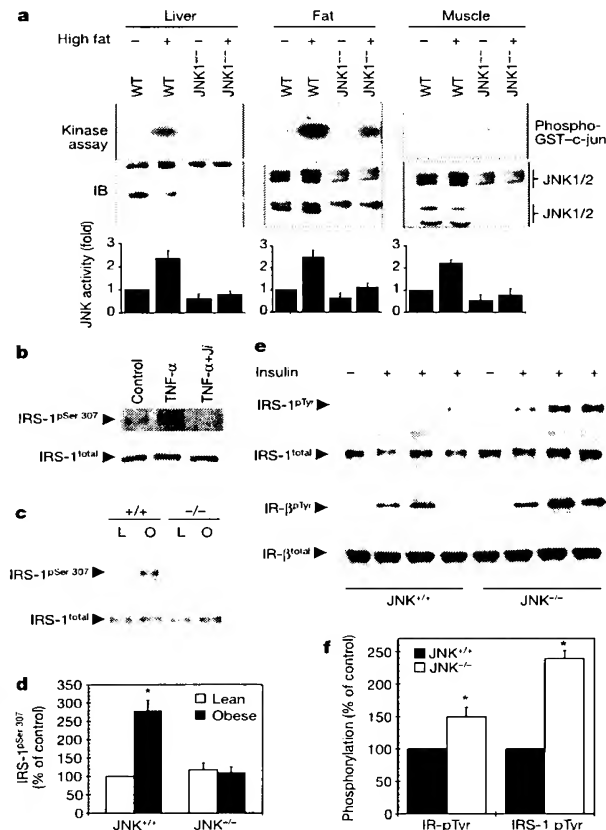 a
Liver Fat Muscle
High fat – + – + – + – + – + – +
WT WT JNK1–/– JNK1–/– WT WT JNK1–/– JNK1–/– WT WT JNK1–/– JNK1–/–
Kinase assay
Phospho-GST–c-jun
IB
JNK1/2
JNK1/2
JNK activity (fold)
3 2 1 0
3 2 1 0
3 2 1 0
b
Control TNF-α TNF-α+Ji
IRS-1pSer 307
IRS-1total
c
+/+ –/–
L O L O
IRS-1pSer 307
IRS-1total
d
IRS-1pSer 307 (% of control)
350
300
250
200
150
100
50
0
*
Lean
Obese
JNK+/+ JNK–/–
e
Insulin – + + + – + + +
IRS-1pTyr
IRS-1total
IR-βpTyr
IR-βtotal
JNK+/+ JNK–/–
f
Phosphorylation (% of control)
250
200
150
100
50
0
JNK+/+
JNK–/–
*
*
IR-pTyr IRS-1 pTyr